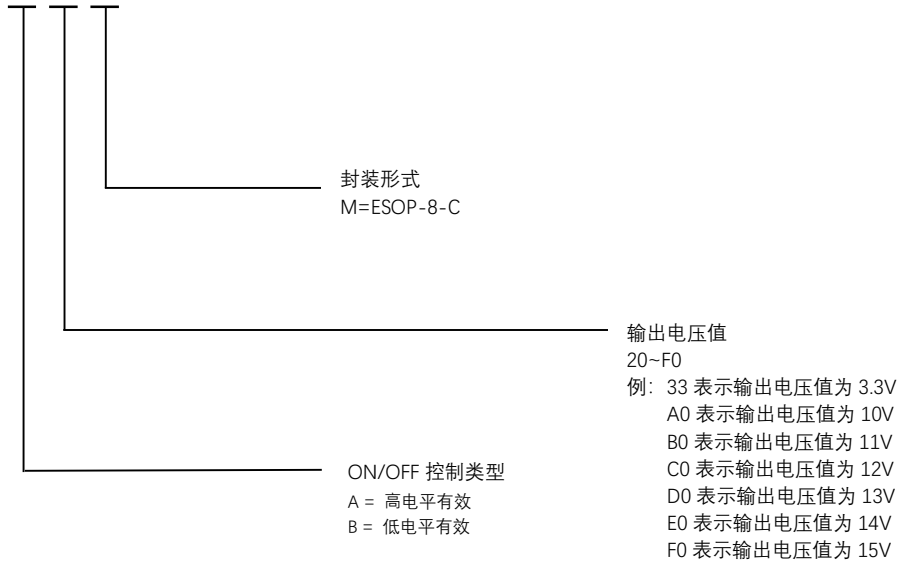 封装形式
M=ESOP-8-C
输出电压值
20~F0
例：33 表示输出电压值为 3.3V
A0 表示输出电压值为 10V
B0 表示输出电压值为 11V
C0 表示输出电压值为 12V
D0 表示输出电压值为 13V
E0 表示输出电压值为 14V
F0 表示输出电压值为 15V
ON/OFF 控制类型
A = 高电平有效
B = 低电平有效